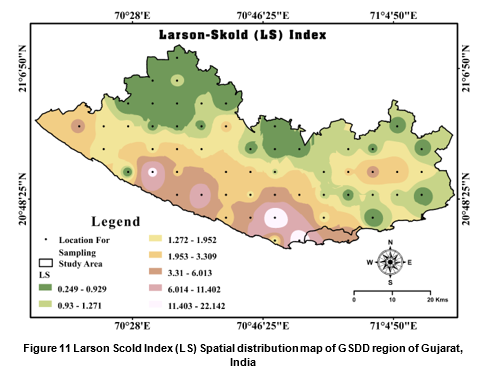 70°28'E 70°46'25"E 71°4'50"E
Larson-Skold (LS) Index
21°6'50"N 21°6'50"N
20°48'25"N 20°48'25"N
Legend
Location For
Sampling
Study Area
LS
0.249 - 0.929
0.93 - 1.271
1.272 - 1.952
1.953 - 3.309
3.31 - 6.013
6.014 - 11.402
11.403 - 22.142
N
W E
S
0 10 20 Kms
70°28'E 70°46'25"E 71°4'50"E
Figure 11 Larson Scold Index (LS) Spatial distribution map of GSDD region of Gujarat,
India